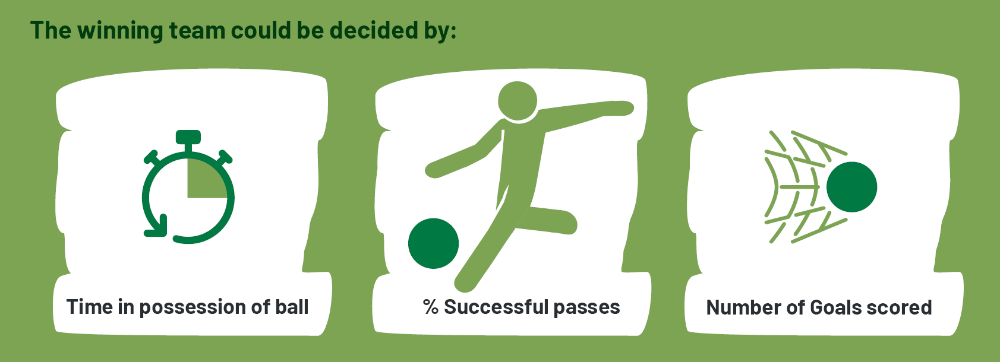 The winning team could be decided by:
Time in possession of ball
% Successful passes
Number of Goals scored